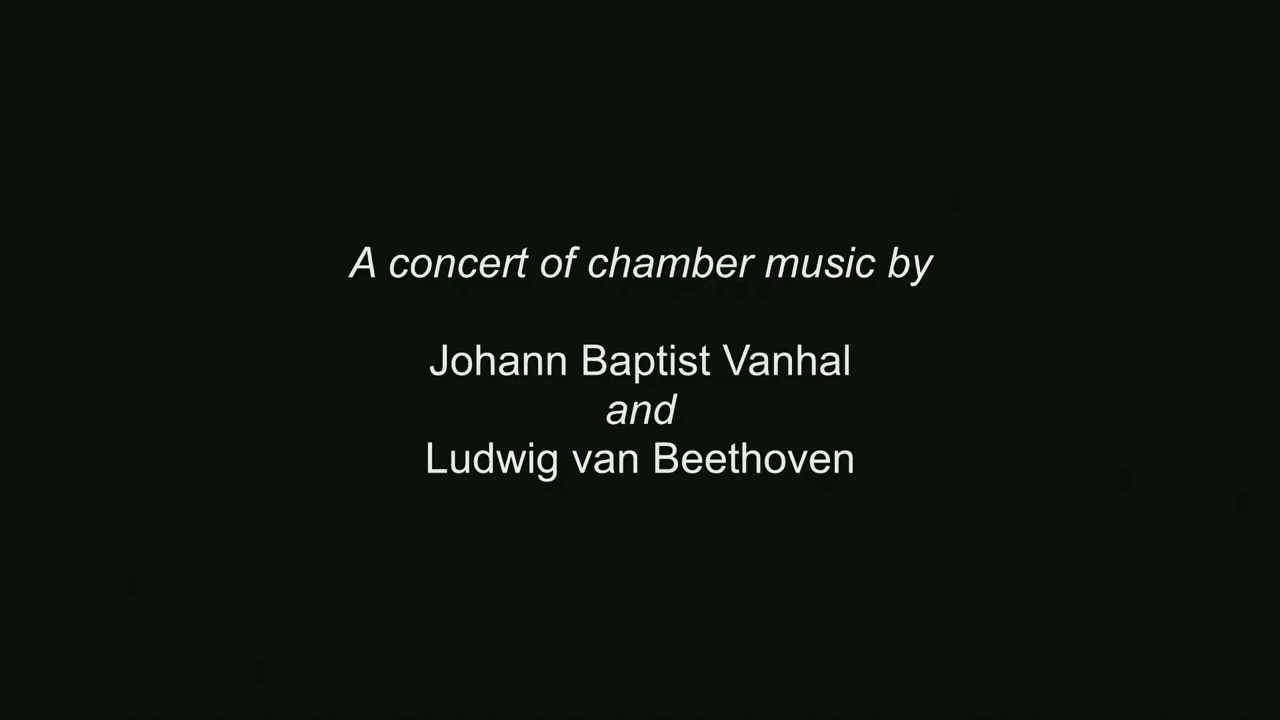 A concert of chamber music by
Johann Baptist Vanhal
and
Ludwig van Beethoven